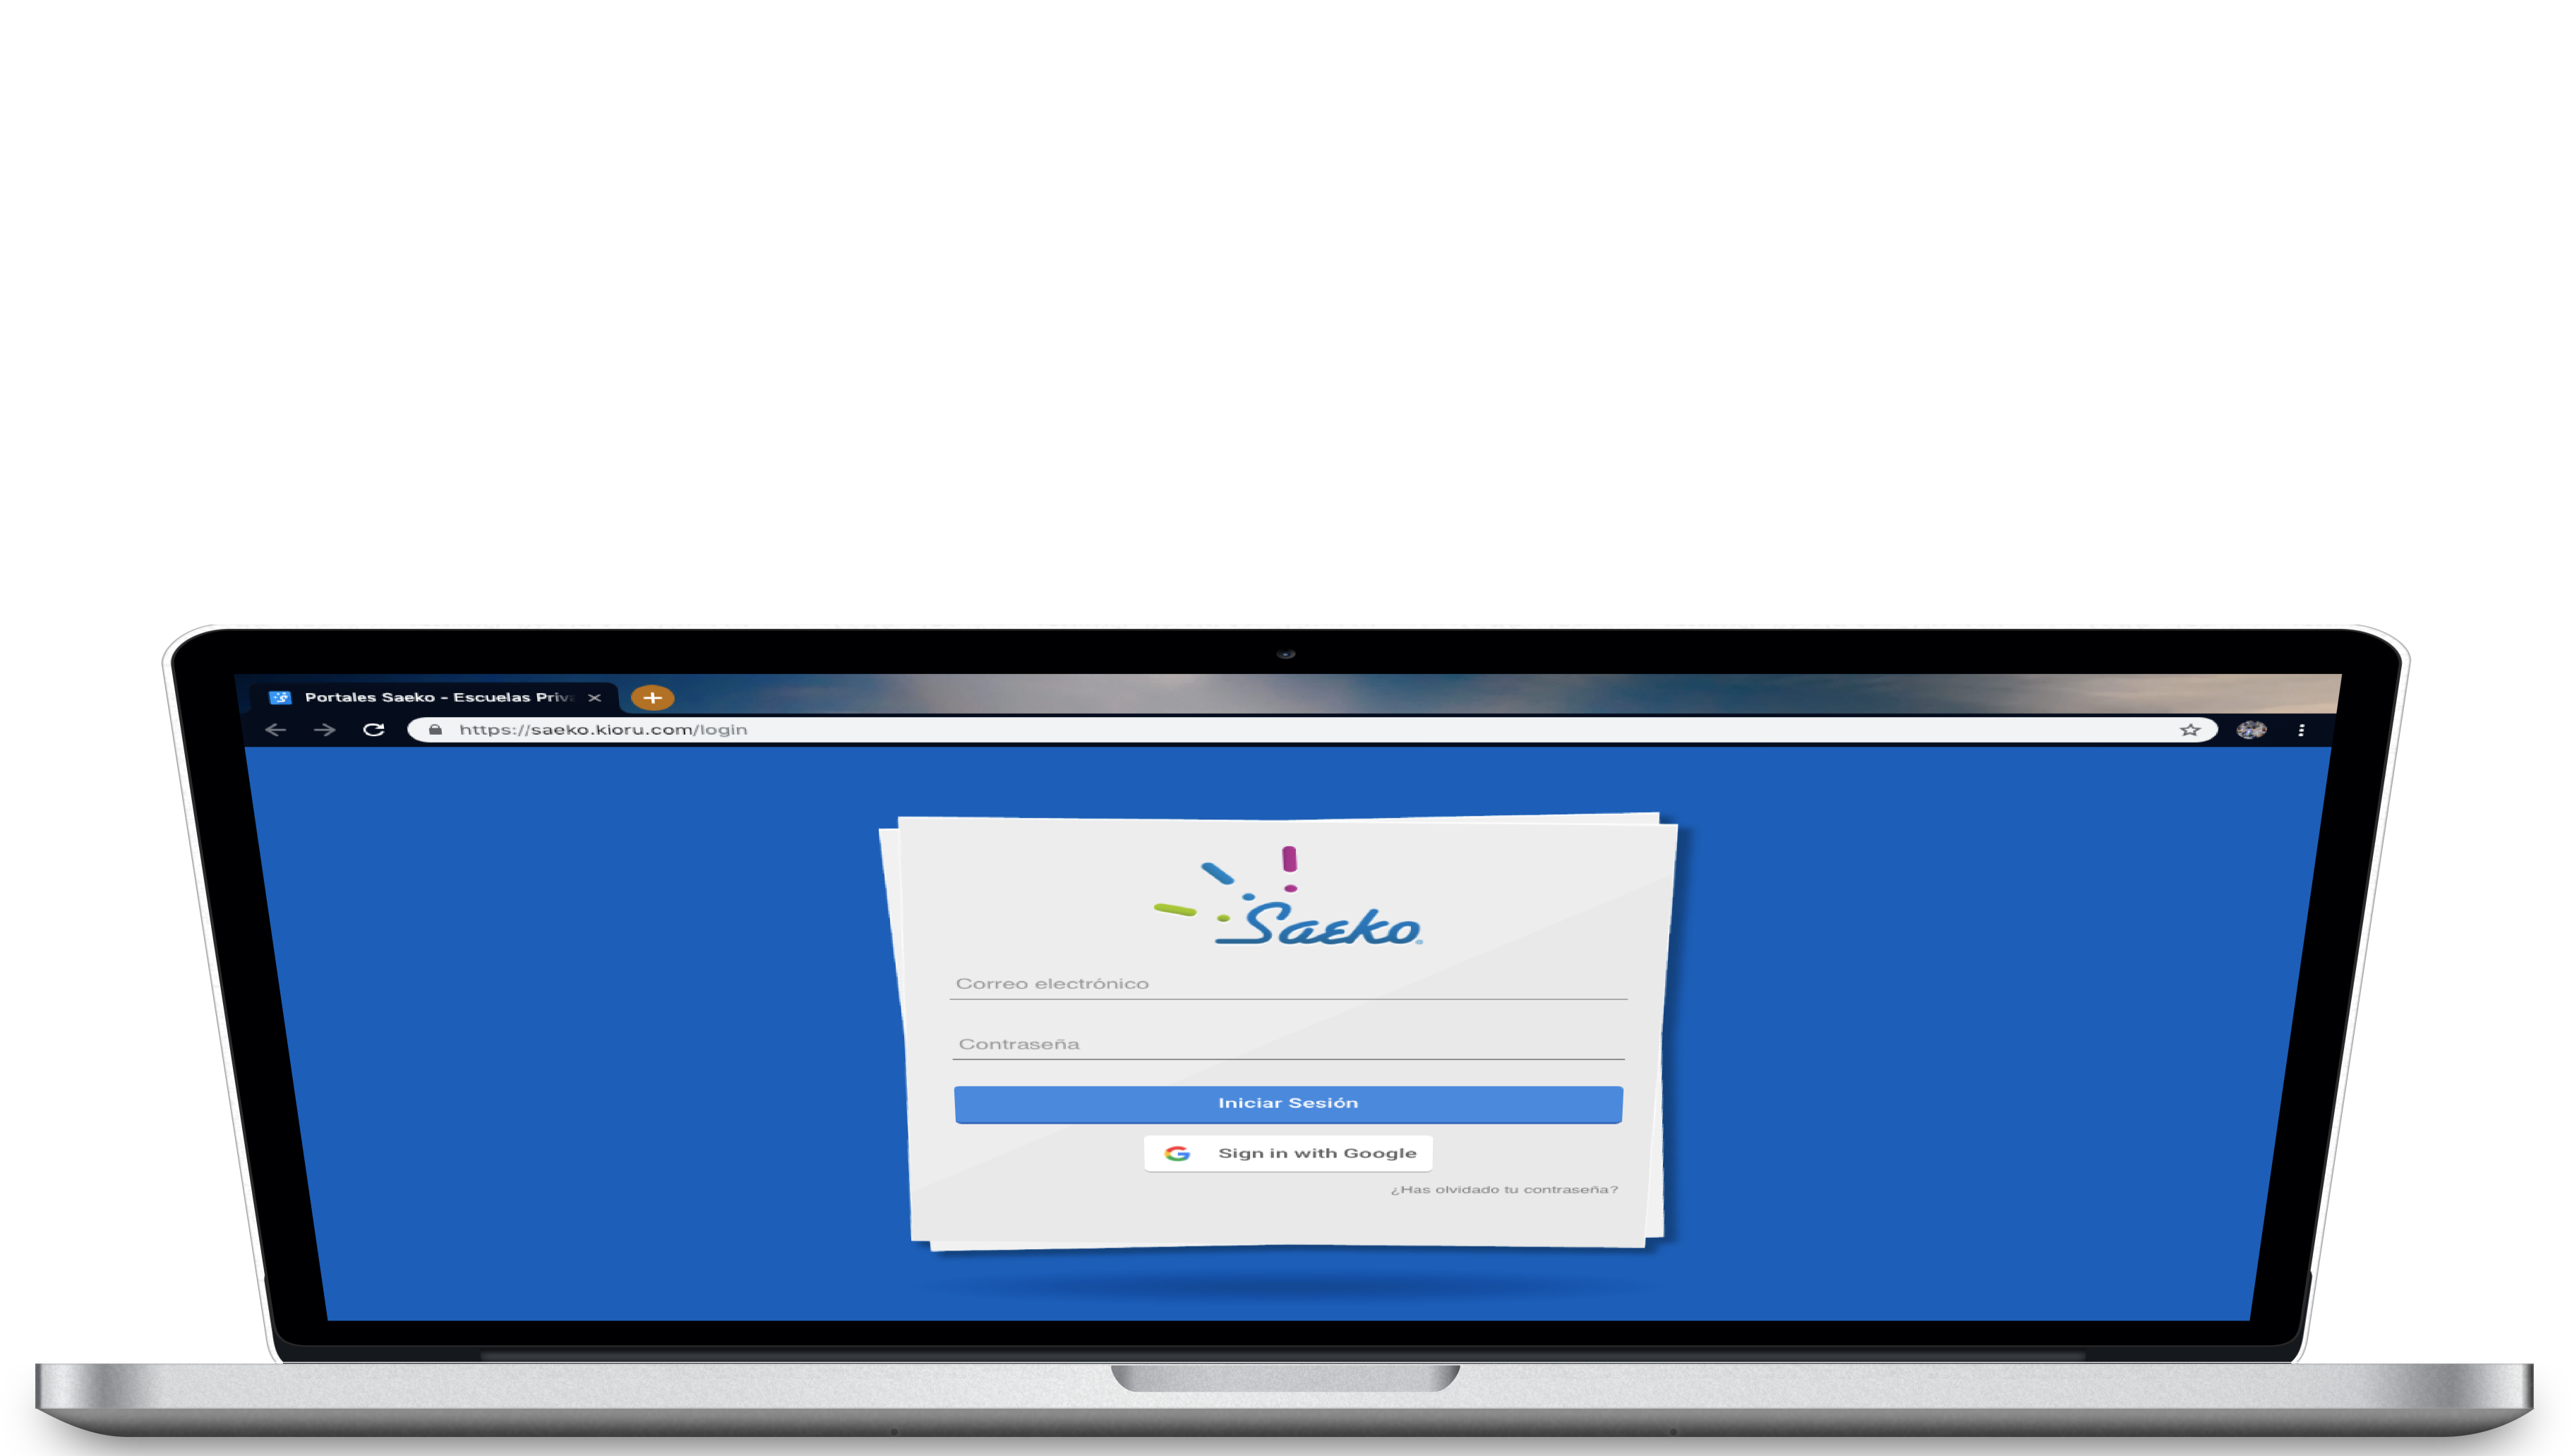 Portales Saeko - Escuelas Priv
https://saeko.kioru.com/login
Saeko
Correo electrónico
Contraseña
Iniciar Sesión
Sign in with Google
¿Has olvidado tu contraseña?